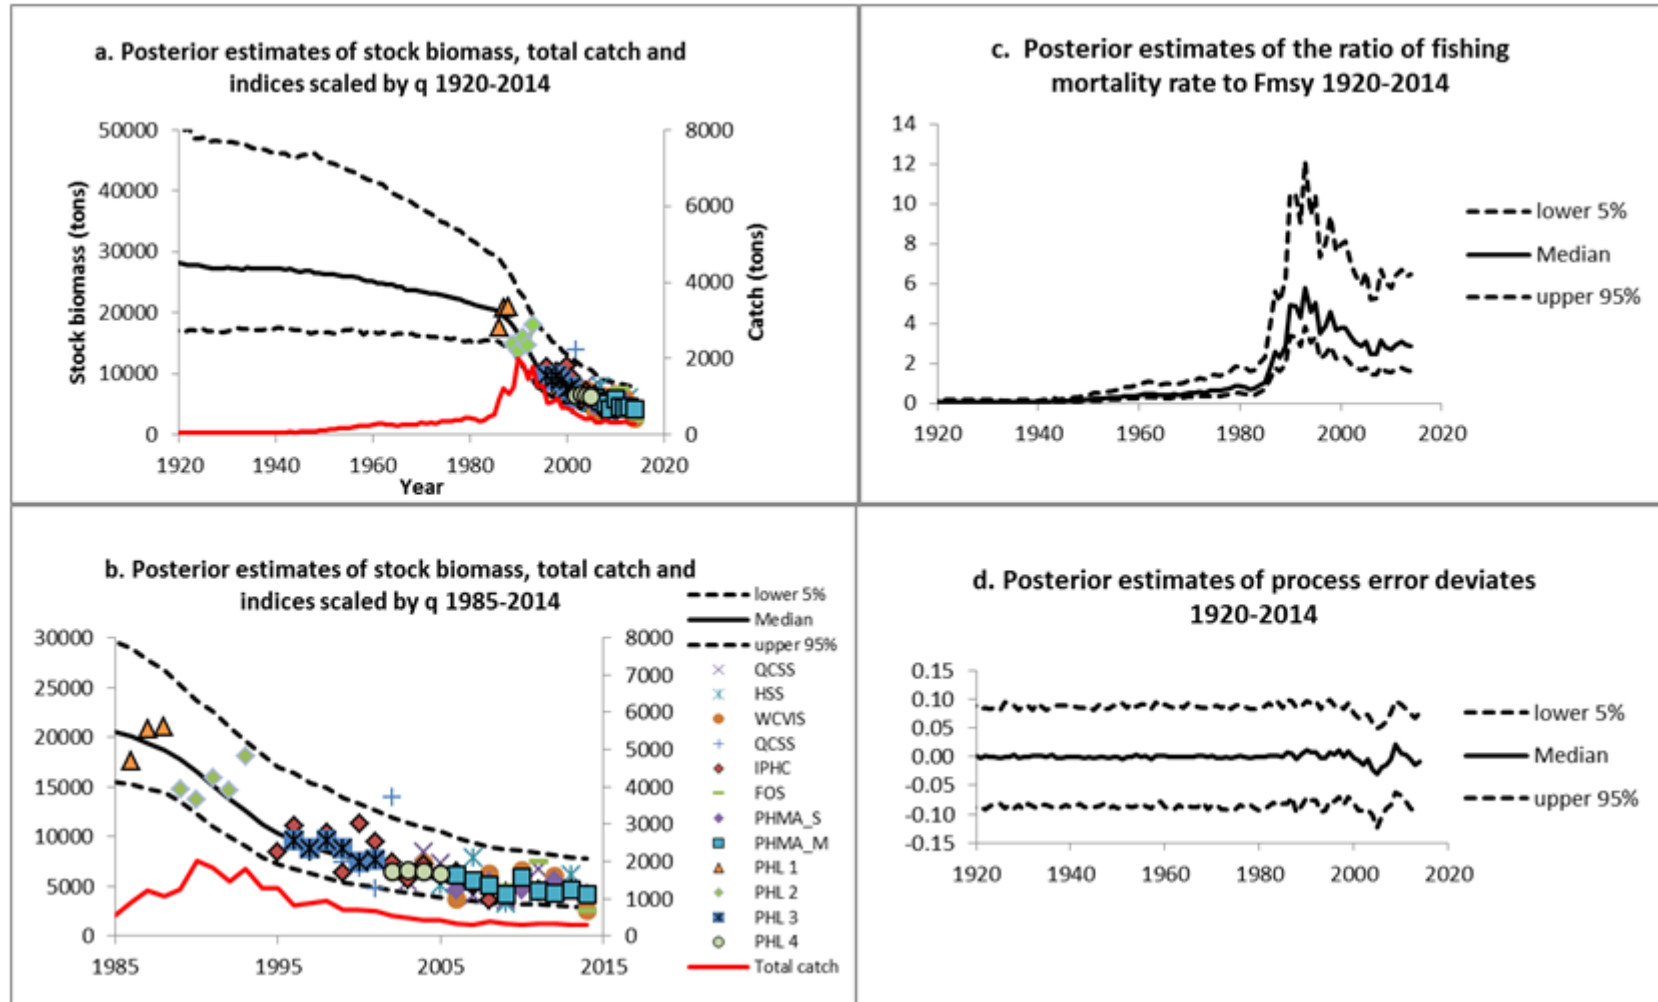 a. Posterior estimates of stock biomass, total catch and
indices scaled by q 1920-2014
50000
40000
30000
20000
10000
0
Stock biomass (tons)
8000
6000
4000
2000
0
Catch (tons)
1920 1940 1960 1980 2000 2020
Year
c. Posterior estimates of the ratio of fishing
mortality rate to Fmsy 1920-2014
14
12
10
8
6
4
2
0
1920 1940 1960 1980 2000 2020
lower 5%
Median
upper 95%
b. Posterior estimates of stock biomass, total catch and
indices scaled by q 1985-2014
30000
25000
20000
15000
10000
5000
0
8000
7000
6000
5000
4000
3000
2000
1000
0
1985 1995 2005 2015
lower 5%
Median
upper 95%
QCSS
HSS
WCVIS
QCSS
IPHC
FOS
PHMA_S
PHMA_M
PHL 1
PHL 2
PHL 3
PHL 4
Total catch
d. Posterior estimates of process error deviates
1920-2014
0.15
0.10
0.05
0.00
-0.05
-0.10
-0.15
1920 1940 1960 1980 2000 2020
lower 5%
Median
upper 95%